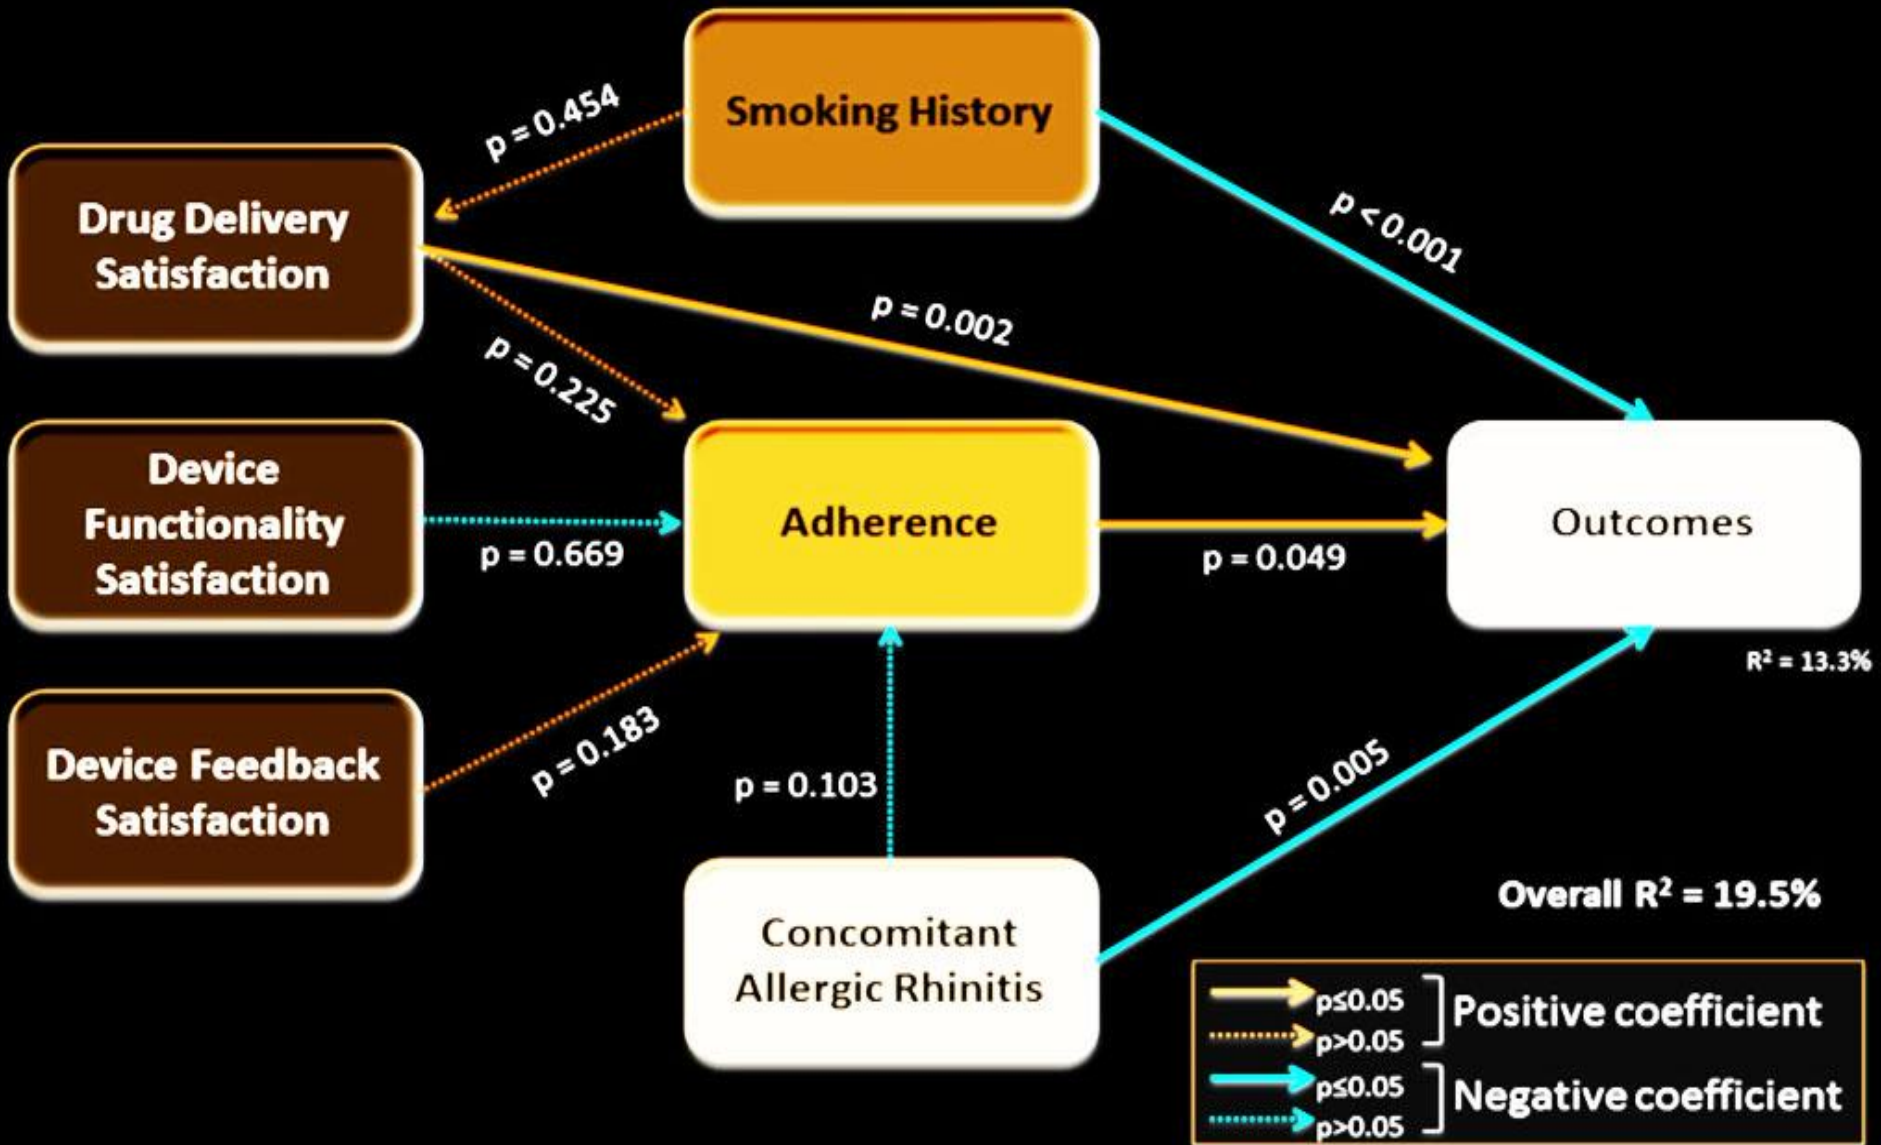 Smoking History
p = 0.454
Drug Delivery
Satisfaction
p < 0.001
p = 0.002
p = 0.225
Device
Functionality
Satisfaction
p = 0.669
Adherence
p = 0.049
Outcomes
R² = 13.3%
Device Feedback
Satisfaction
p = 0.183
p = 0.103
p = 0.005
Concomitant
Allergic Rhinitis
Overall R² = 19.5%
p≤0.05
p>0.05
Positive coefficient
p≤0.05
p>0.05
Negative coefficient